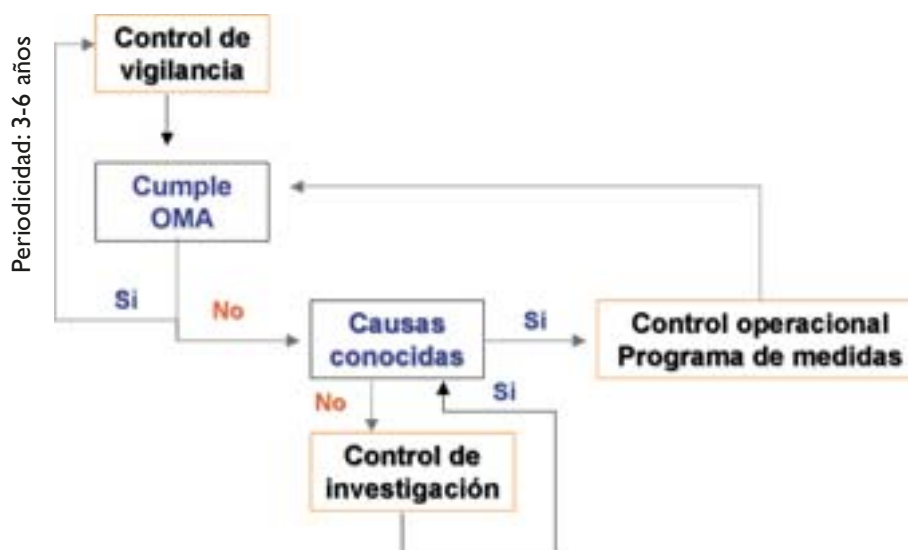 Periodicidad: 3-6 años
Control de
vigilancia
Cumple
OMA
Si
No
Causas
conocidas
Si
Control operacional
Programa de medidas
No
Si
Control de
investigación